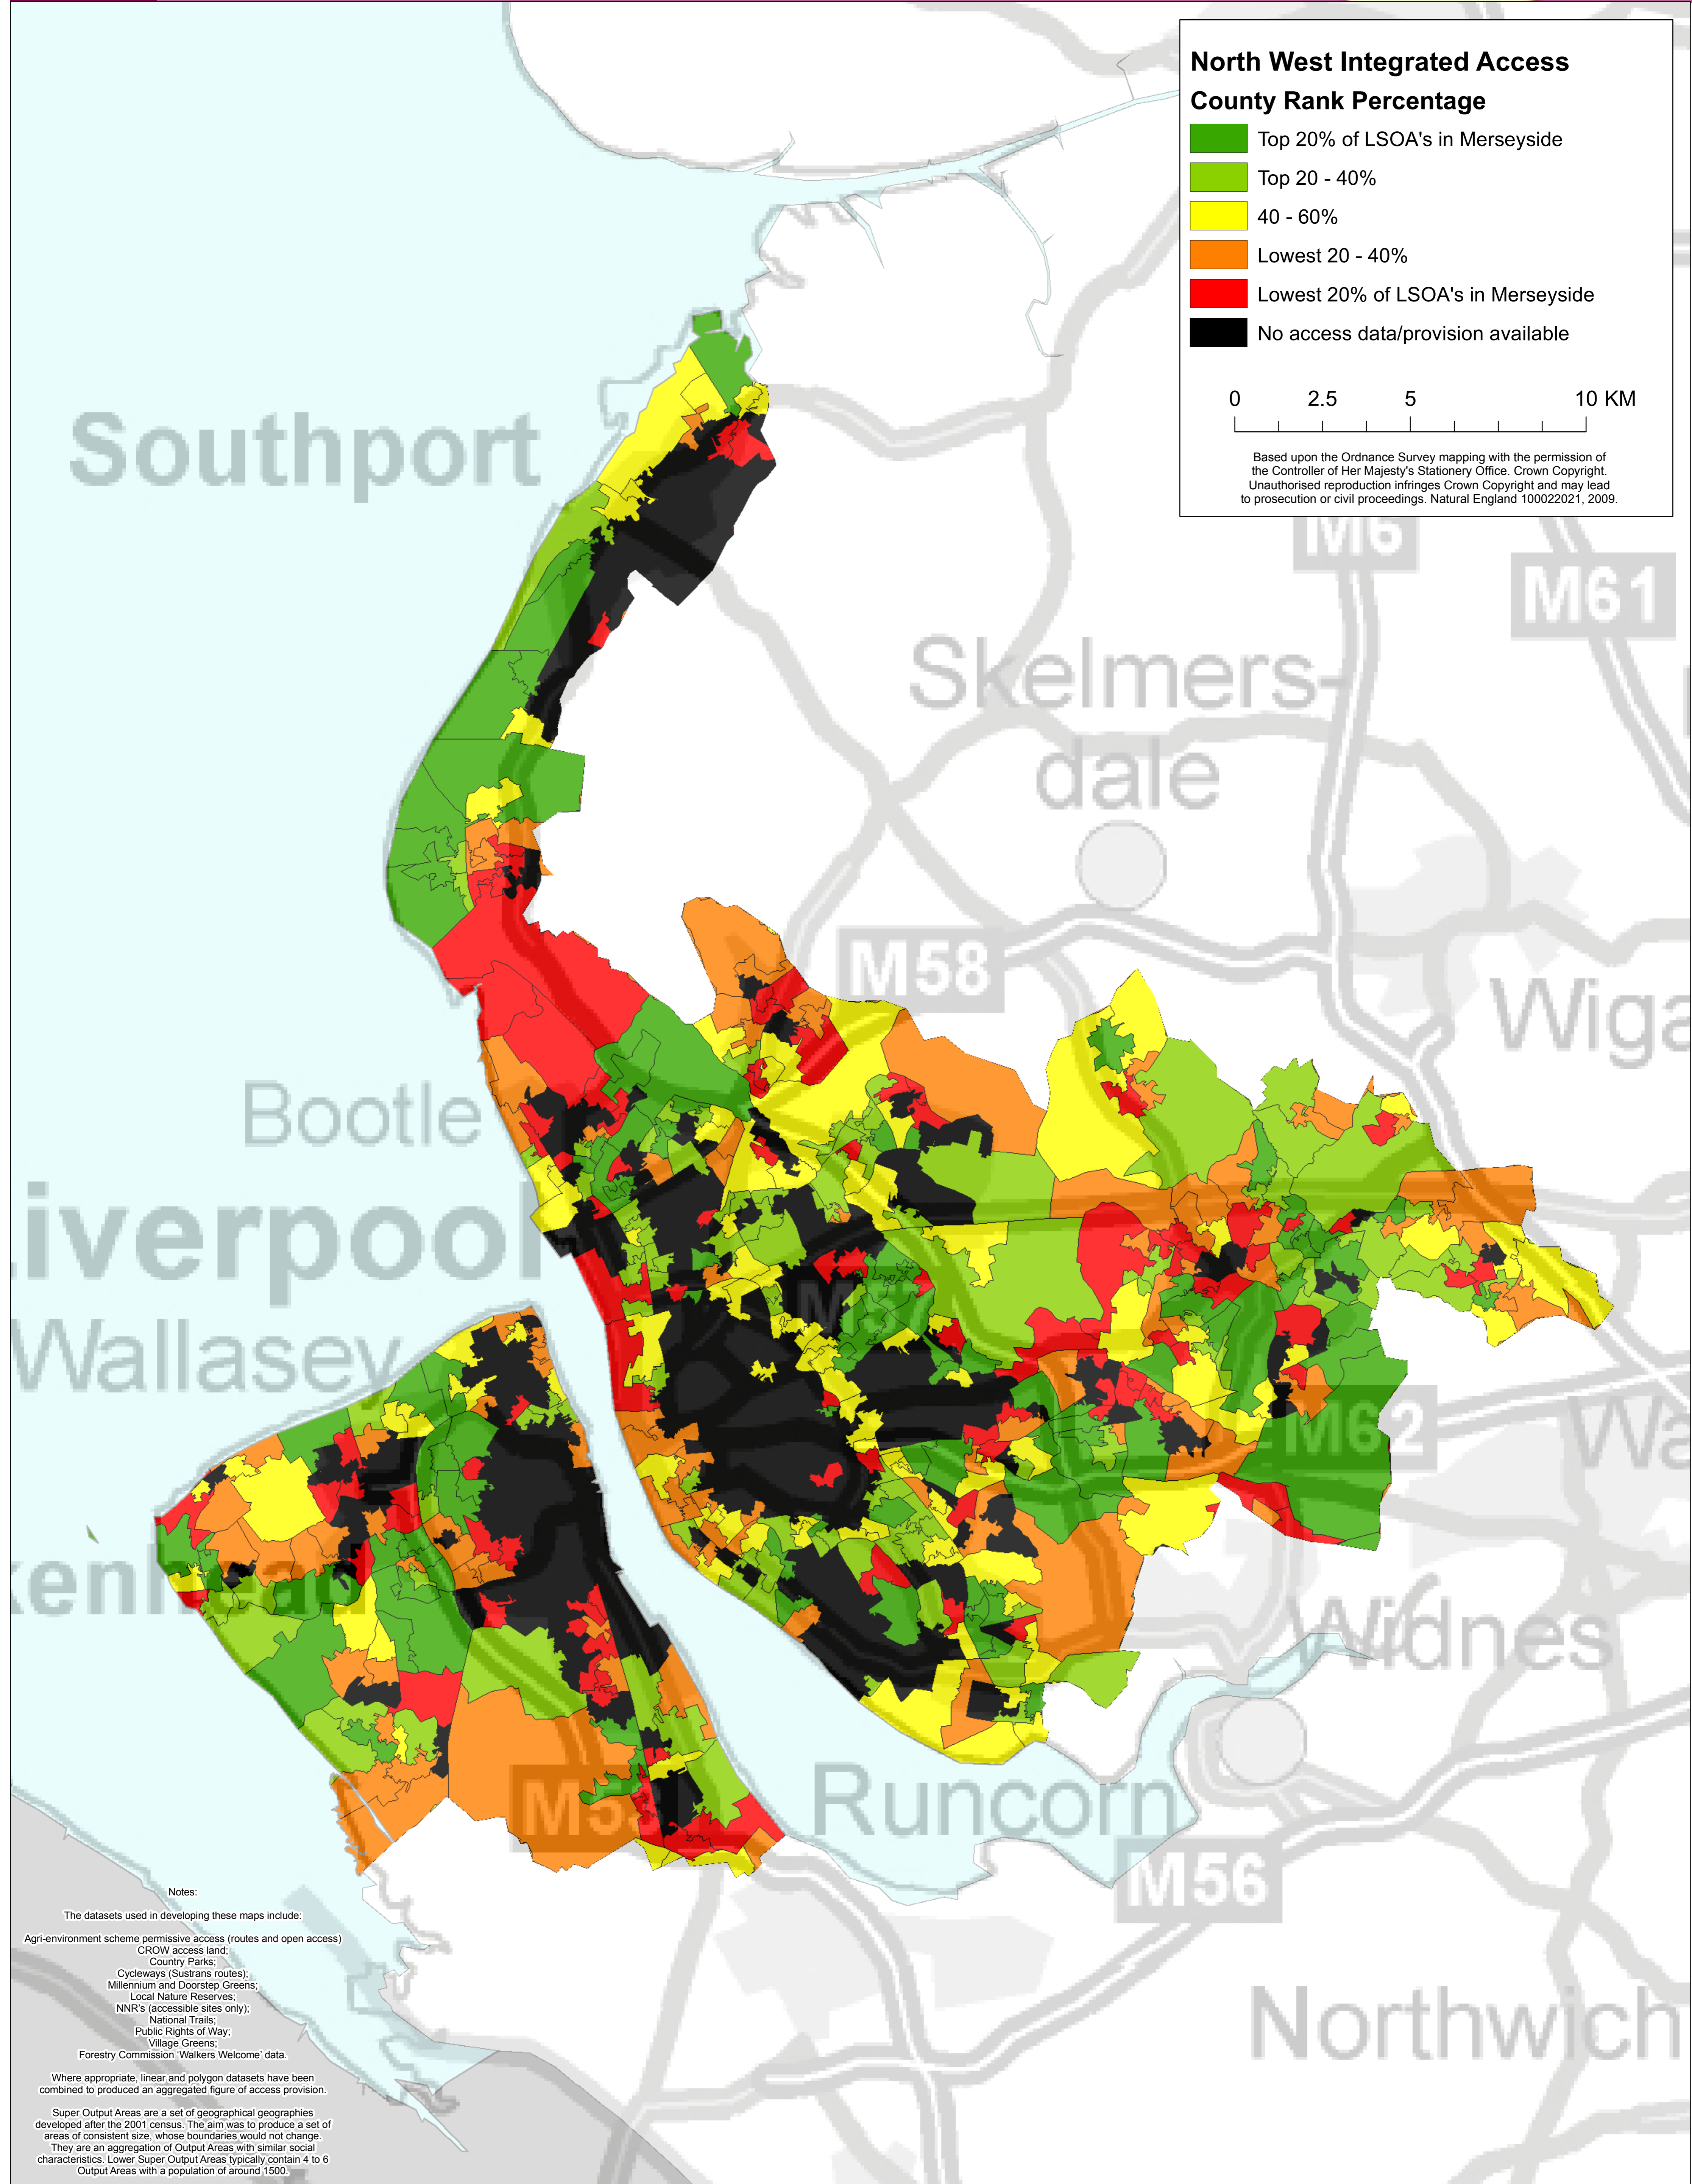 North West Integrated Access
County Rank Percentage
Top 20% of LSOA's in Merseyside
Top 20 - 40%
40 - 60%
Lowest 20 - 40%
Lowest 20% of LSOA's in Merseyside
No access data/provision available
0 2.5 5 10 KM
Based upon the Ordnance Survey mapping with the permission of
the Controller of Her Majesty's Stationery Office. Crown Copyright.
Unauthorised reproduction infringes Crown Copyright and may lead
to prosecution or civil proceedings. Natural England 100022021, 2009.
Southport
M6
M61
Skelmers-
dale
M58
Wiga
Bootle
iverpool
Wallasey
M57
M62
Wa
kenhead
Widnes
M53
Runcorn
M56
Northwich
Notes:
The datasets used in developing these maps include:
Agri-environment scheme permissive access (routes and open access)
CROW access land;
Country Parks;
Cycleways (Sustrans routes);
Millennium and Doorstep Greens;
Local Nature Reserves;
NNR's (accessible sites only);
National Trails;
Public Rights of Way;
Village Greens;
Forestry Commission 'Walkers Welcome' data.
Where appropriate, linear and polygon datasets have been
combined to produced an aggregated figure of access provision.
Super Output Areas are a set of geographical geographies
developed after the 2001 census. The aim was to produce a set of
areas of consistent size, whose boundaries would not change.
They are an aggregation of Output Areas with similar social
characteristics. Lower Super Output Areas typically contain 4 to 6
Output Areas with a population of around 1500.